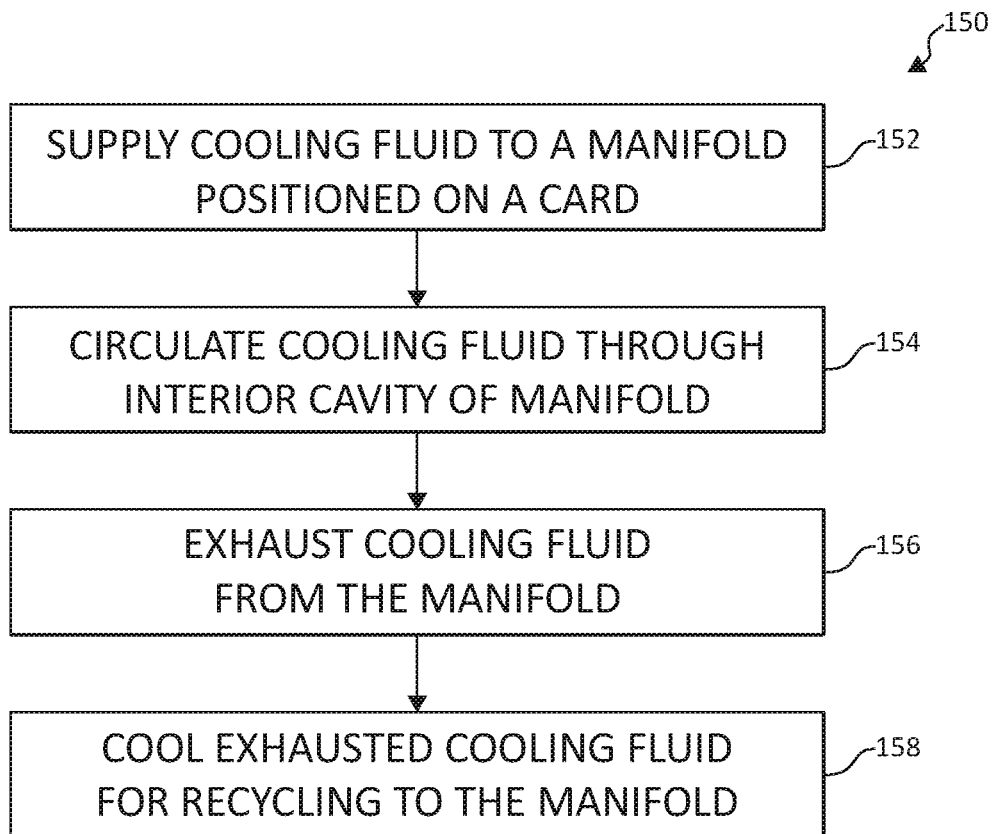 150
SUPPLY COOLING FLUID TO A MANIFOLD
POSITIONED ON A CARD
152
CIRCULATE COOLING FLUID THROUGH
INTERIOR CAVITY OF MANIFOLD
154
EXHAUST COOLING FLUID
FROM THE MANIFOLD
156
COOL EXHAUSTED COOLING FLUID
FOR RECYCLING TO THE MANIFOLD
158